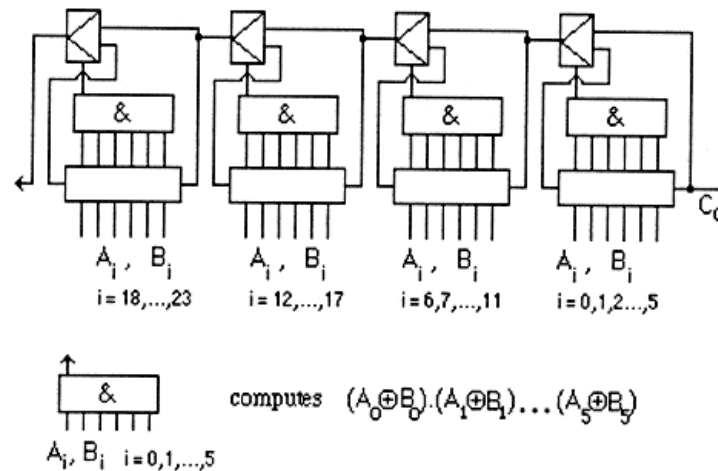 & & & &
C0
Ai , Bi Ai , Bi Ai , Bi Ai , Bi
i = 18,...,23 i = 12,...,17 i = 6,7,...,11 i = 0,1,2...,5
& computes (A0⊕B0).(A1⊕B1)...(A5⊕B5)
Ai, Bi i = 0,1,...,5